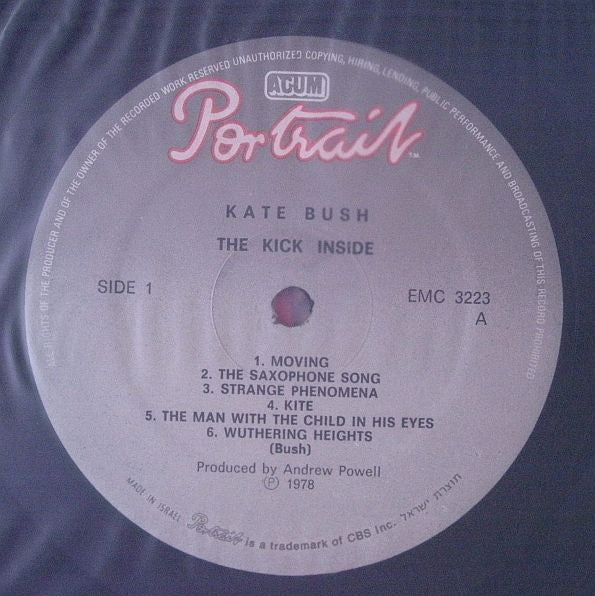 ALL RIGHTS OF THE PRODUCER AND OF THE OWNER OF THE RECORDED WORK RESERVED UNAUTHORIZED COPYING, HIRING, LENDING, PUBLIC PERFORMANCE AND BROADCASTING OF THIS RECORD PROHIBITED
ACUM
Portrait™
KATE BUSH
THE KICK INSIDE
SIDE 1
EMC 3223
A
1. MOVING
2. THE SAXOPHONE SONG
3. STRANGE PHENOMENA
4. KITE
5. THE MAN WITH THE CHILD IN HIS EYES
6. WUTHERING HEIGHTS
(Bush)
Produced by Andrew Powell
Ⓟ 1978
MADE IN ISRAEL Portrait is a trademark of CBS Inc. תוצרת ישראל